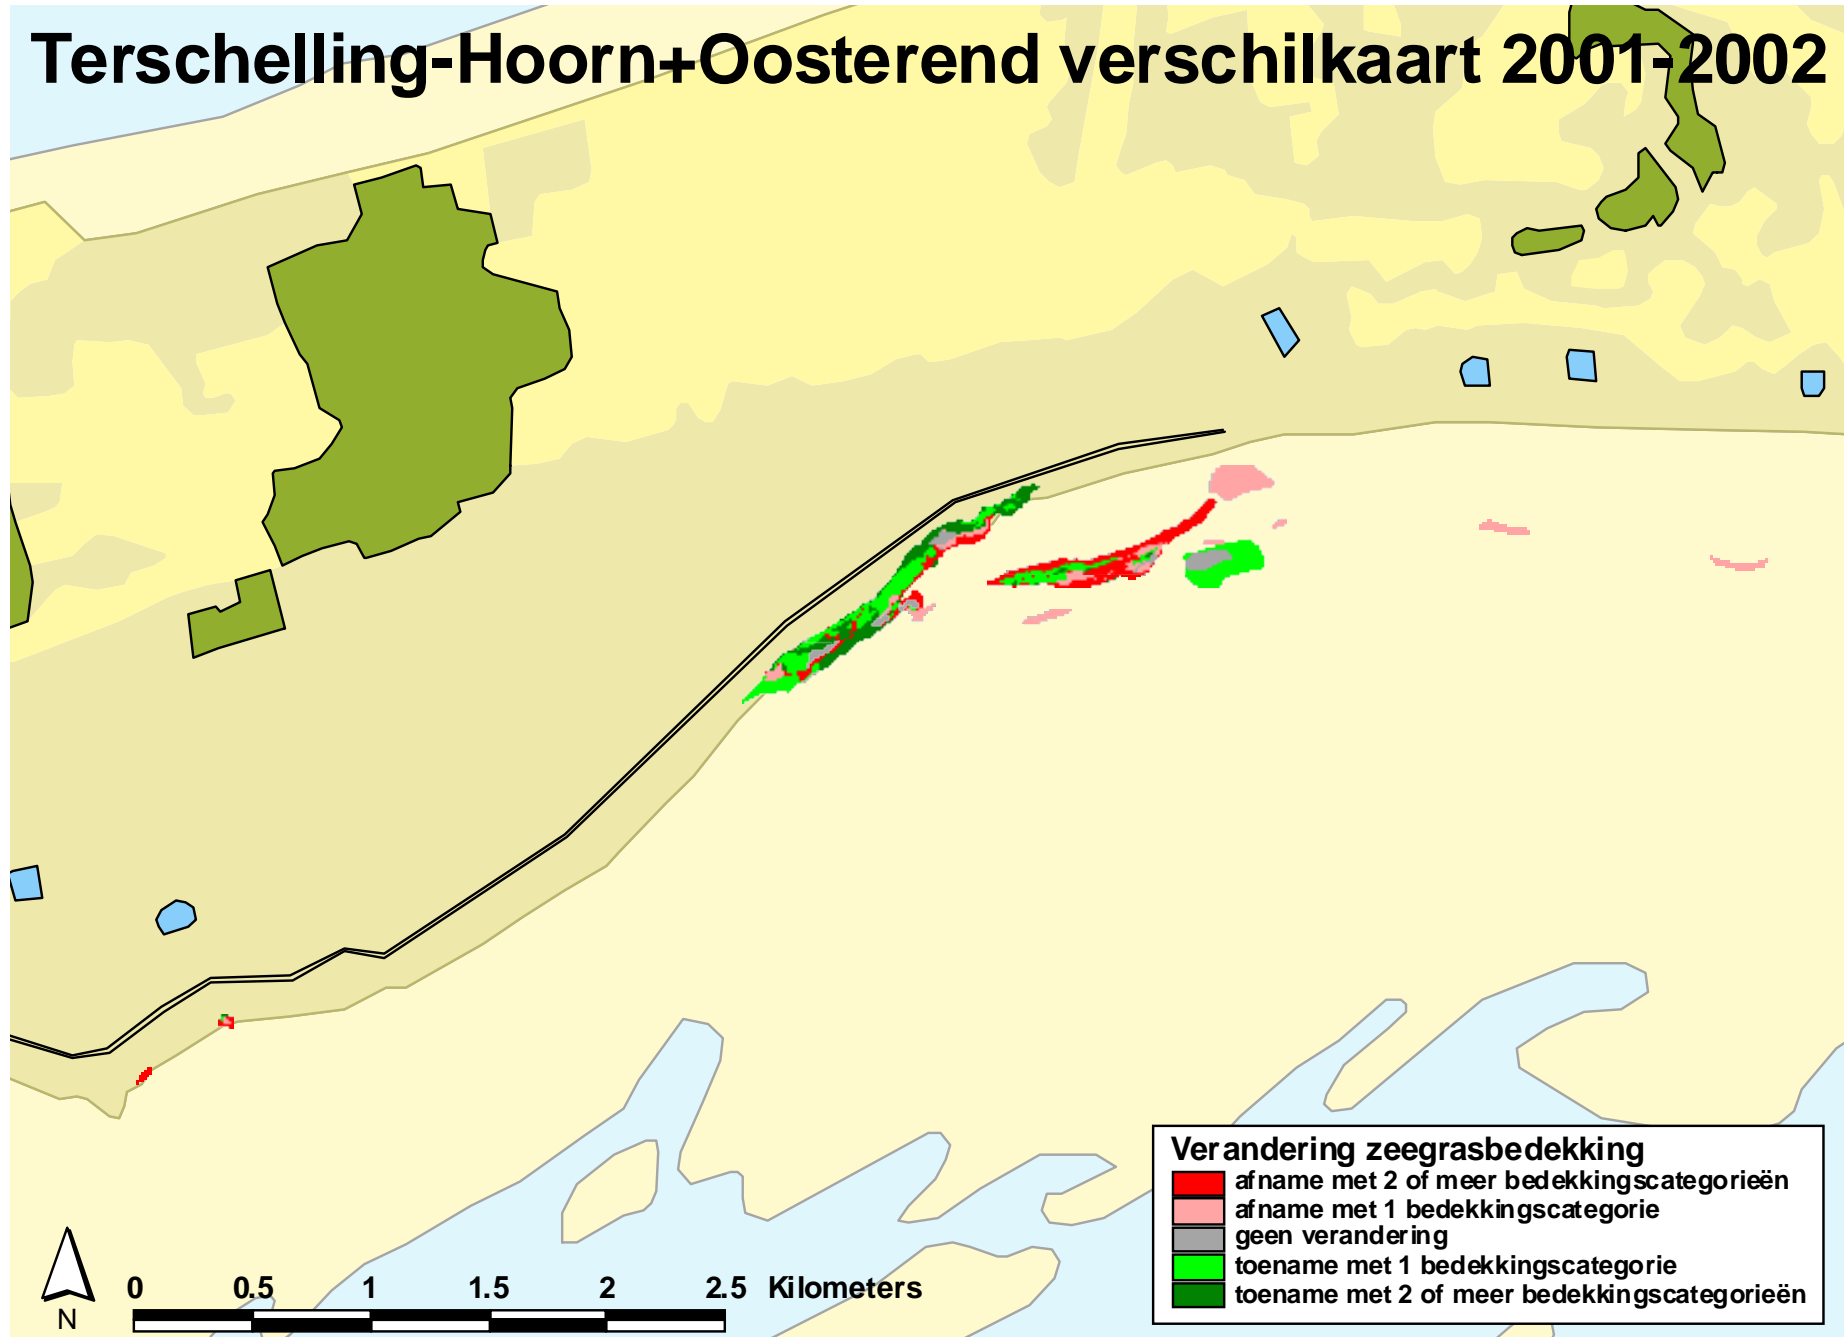 Terschelling-Hoorn+Oosterend verschilkaart 2001-2002
Verandering zeegrasbedekking
afname met 2 of meer bedekkingscategorieën
afname met 1 bedekkingscategorie
geen verandering
toename met 1 bedekkingscategorie
toename met 2 of meer bedekkingscategorieën
0 0.5 1 1.5 2 2.5 Kilometers
N